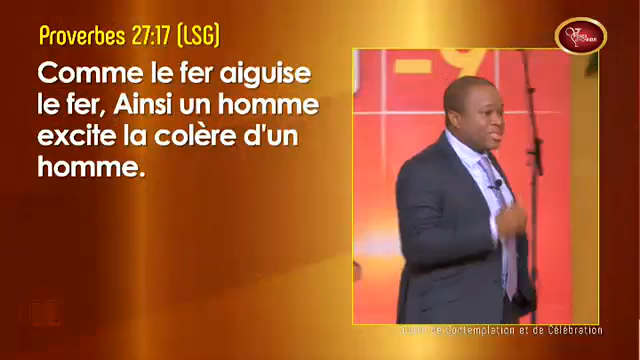 Proverbes 27:17 (LSG)
Comme le fer aiguise
le fer, Ainsi un homme
excite la colère d'un
homme.
-9
de Contemplation et de Célébration